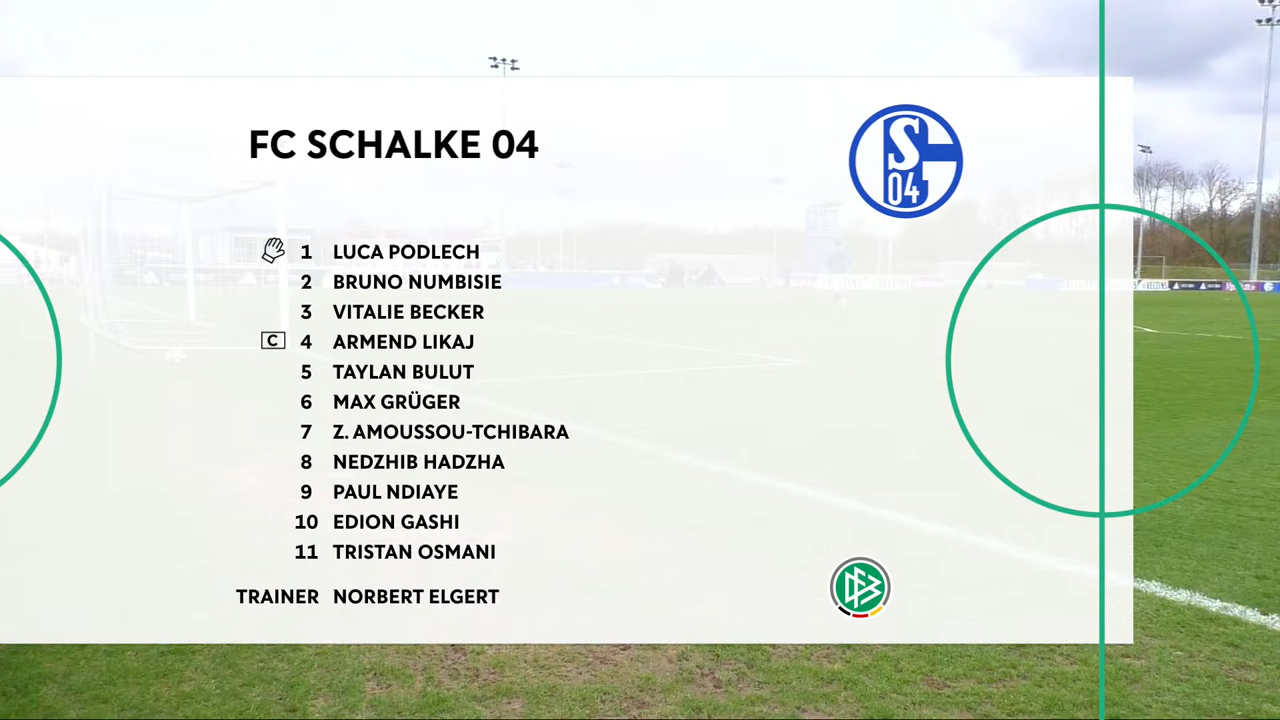 FC SCHALKE 04
S
04
1 LUCA PODLECH
2 BRUNO NUMBISIE
3 VITALIE BECKER
C 4 ARMEND LIKAJ
5 TAYLAN BULUT
6 MAX GRÜGER
7 Z. AMOUSSOU-TCHIBARA
8 NEDZHIB HADZHA
9 PAUL NDIAYE
10 EDION GASHI
11 TRISTAN OSMANI
TRAINER NORBERT ELGERT
DFB